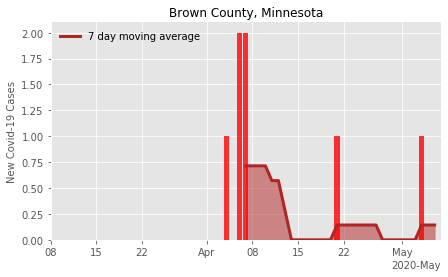 Brown County, Minnesota
7 day moving average
New Covid-19 Cases
2.00
1.75
1.50
1.25
1.00
0.75
0.50
0.25
0.00
08 15 22 Apr 08 15 22 May
2020-May